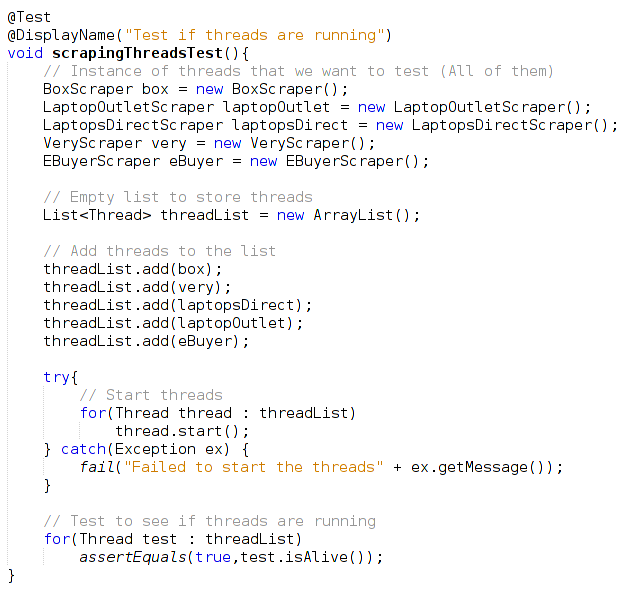 @Test
@DisplayName("Test if threads are running")
void scrapingThreadsTest(){
    // Instance of threads that we want to test (All of them)
    BoxScraper box = new BoxScraper();
    LaptopOutletScraper laptopOutlet = new LaptopOutletScraper();
    LaptopsDirectScraper laptopsDirect = new LaptopsDirectScraper();
    VeryScraper very = new VeryScraper();
    EBuyerScraper eBuyer = new EBuyerScraper();

    // Empty list to store threads
    List<Thread> threadList = new ArrayList();

    // Add threads to the list
    threadList.add(box);
    threadList.add(very);
    threadList.add(laptopsDirect);
    threadList.add(laptopOutlet);
    threadList.add(eBuyer);

    try{
        // Start threads
        for(Thread thread : threadList)
            thread.start();
    } catch(Exception ex) {
        fail("Failed to start the threads" + ex.getMessage());
    }

    // Test to see if threads are running
    for(Thread test : threadList)
        assertEquals(true,test.isAlive());
}